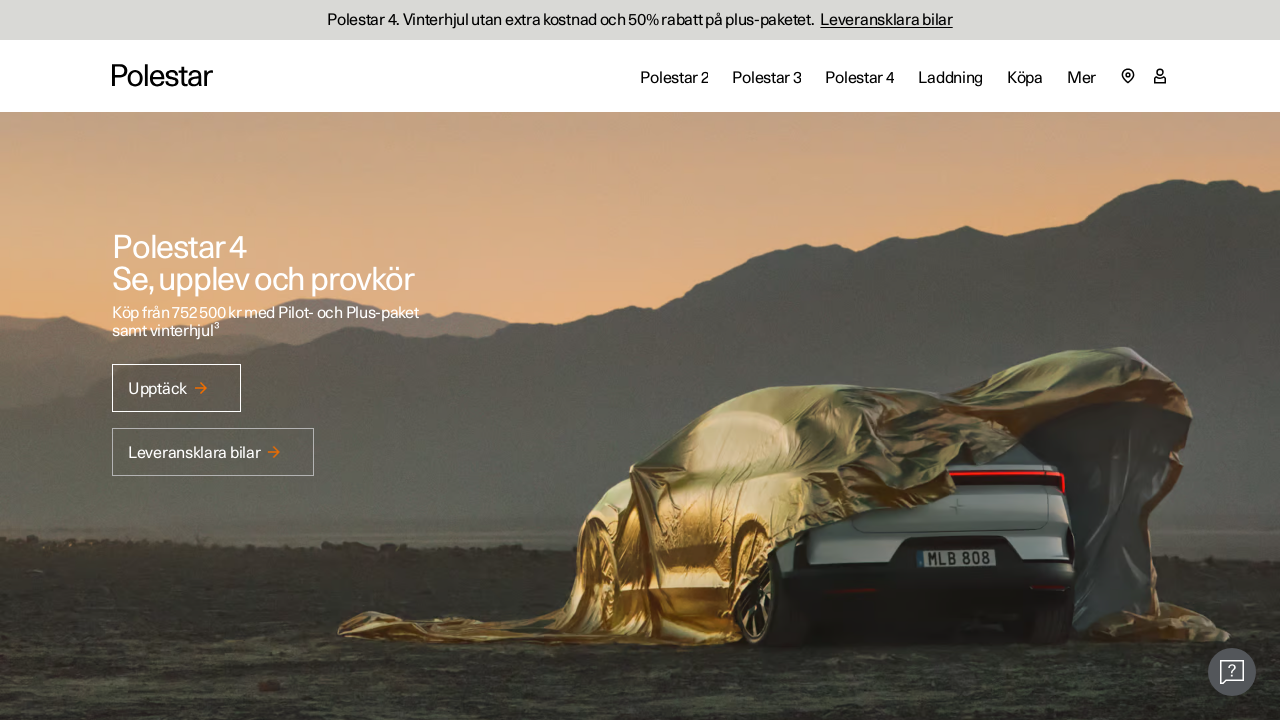 Polestar 4. Vinterhjul utan extra kostnad och 50% rabatt på plus-paketet. Leveransklara bilar
Polestar
Polestar 2 Polestar 3 Polestar 4 Laddning Köpa Mer
Polestar 4
Se, upplev och provkör
Köp från 752 500 kr med Pilot- och Plus-paket
samt vinterhjul³
Upptäck →
Leveransklara bilar →
MLB 808
?